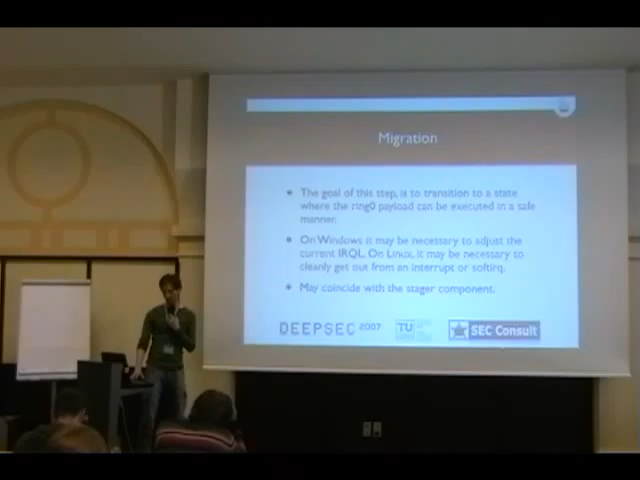 Migration
The goal of this step, is to transition to a state
where the ring0 payload can be executed in a safe
manner.
On Windows it may be necessary to adjust the
current IRQL. On Linux, it may be necessary to
cleanly get out from an interrupt or softirq.
May coincide with the stager component.
DEEPSEC 2007
TU
SEC Consult